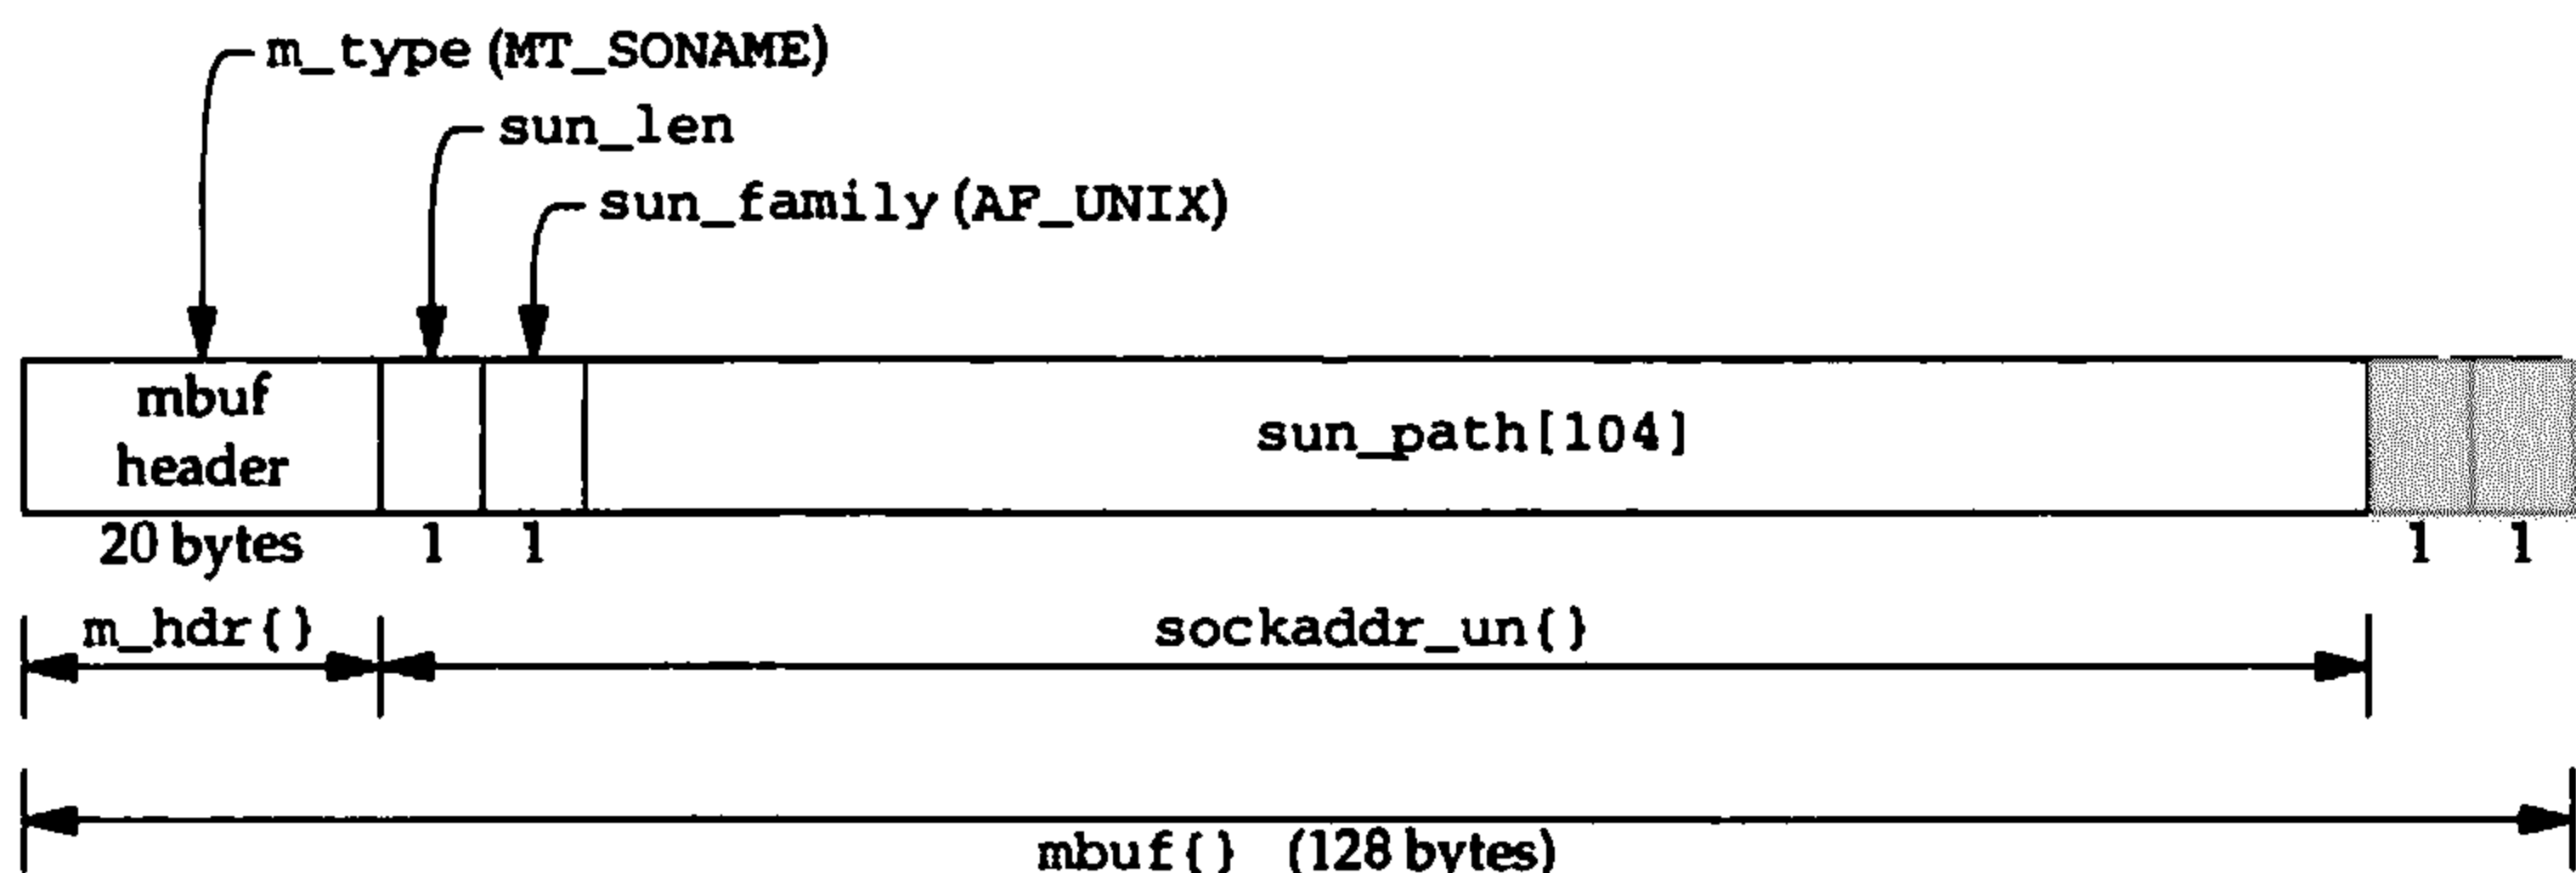 m_type (MT_SONAME)
sun_len
sun_family (AF_UNIX)
mbuf
header
sun_path[104]
20 bytes 1 1 1 1
m_hdr{} sockaddr_un{}
mbuf{} (128 bytes)